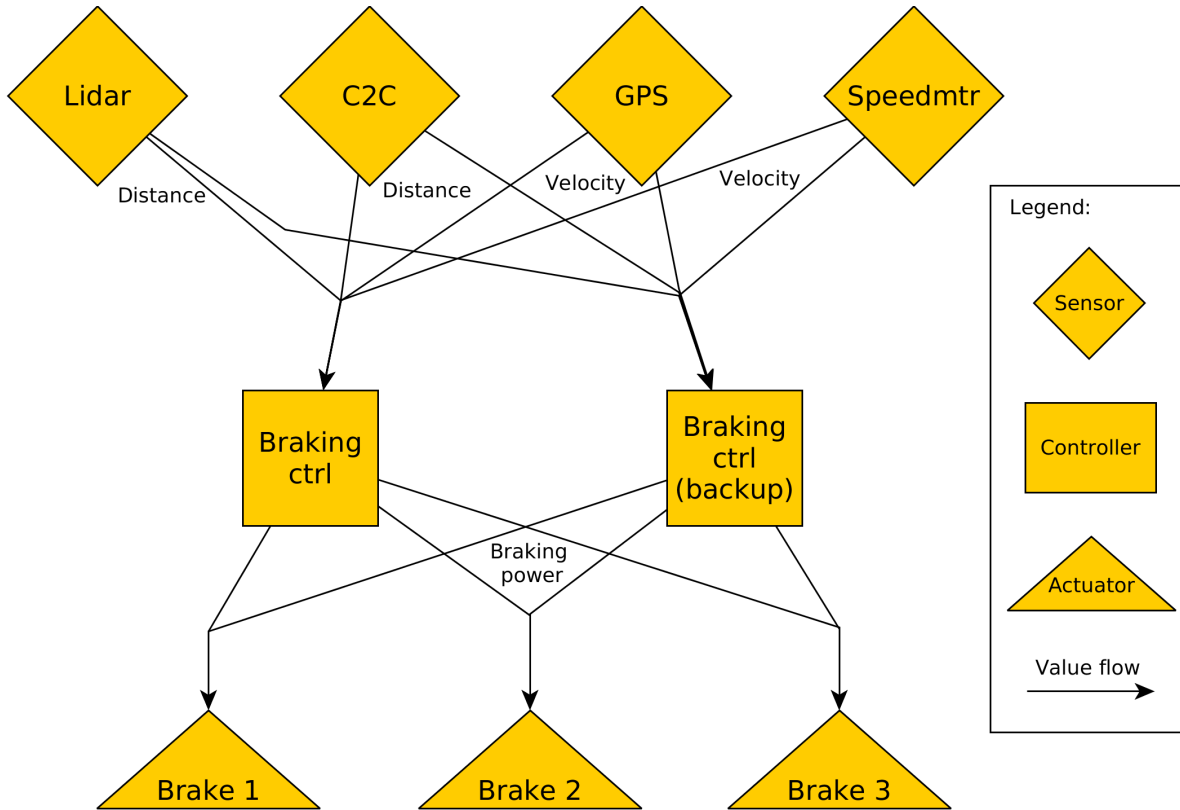 Lidar
C2C
GPS
Speedmtr
Distance
Distance
Velocity
Velocity
Legend:
Sensor
Braking
ctrl
Braking
ctrl
(backup)
Controller
Braking
power
Actuator
Value flow
Brake 1
Brake 2
Brake 3